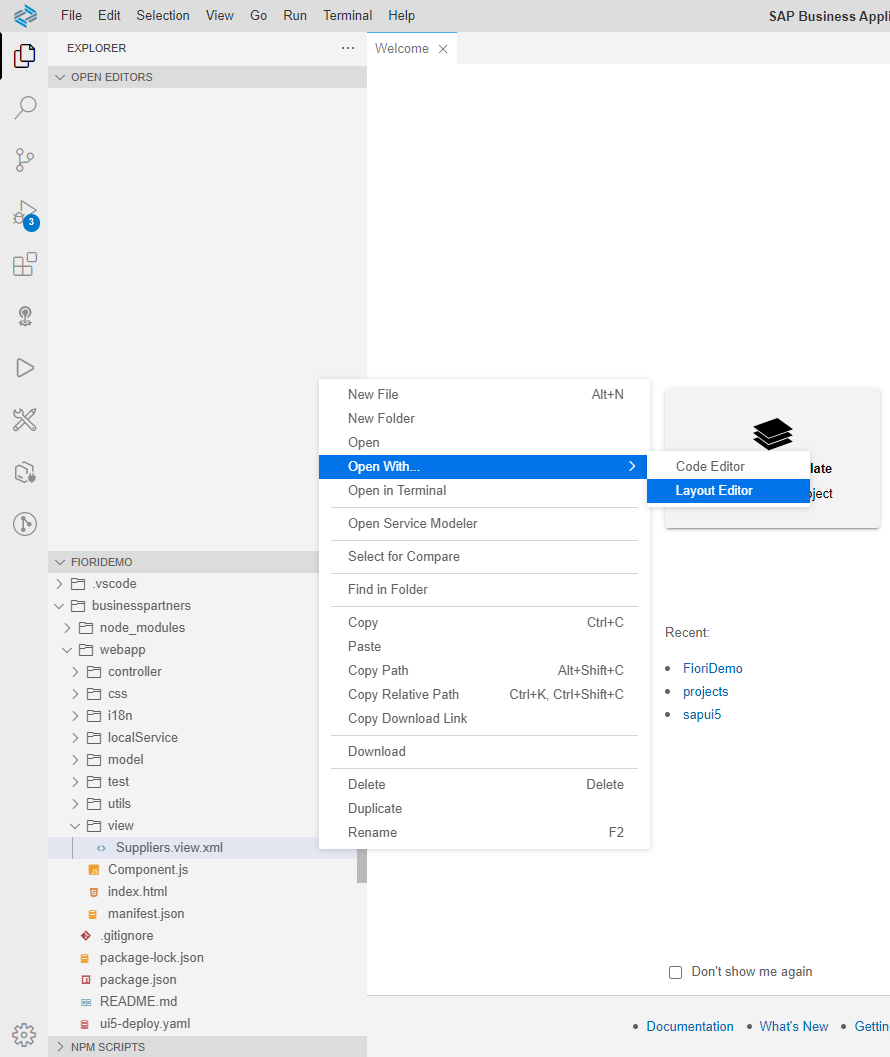 File Edit Selection View Go Run Terminal Help SAP Business Appli
EXPLORER
Welcome
OPEN EDITORS
3
New File Alt+N
New Folder
Open
Open With...
Open in Terminal
Open Service Modeler
Select for Compare
Find in Folder
Copy Ctrl+C
Paste
Copy Path Alt+Shift+C
Copy Relative Path Ctrl+K, Ctrl+Shift+C
Copy Download Link
Download
Delete Delete
Duplicate
Rename F2
Code Editor
Layout Editor
late
oject
FIORIDEMO
.vscode
businesspartners
node_modules
webapp
controller
css
i18n
localService
model
test
utils
view
Suppliers.view.xml
Component.js
index.html
manifest.json
.gitignore
package-lock.json
package.json
README.md
ui5-deploy.yaml
NPM SCRIPTS
Recent:
FioriDemo
projects
sapui5
Don't show me again
Documentation What's New Gettin